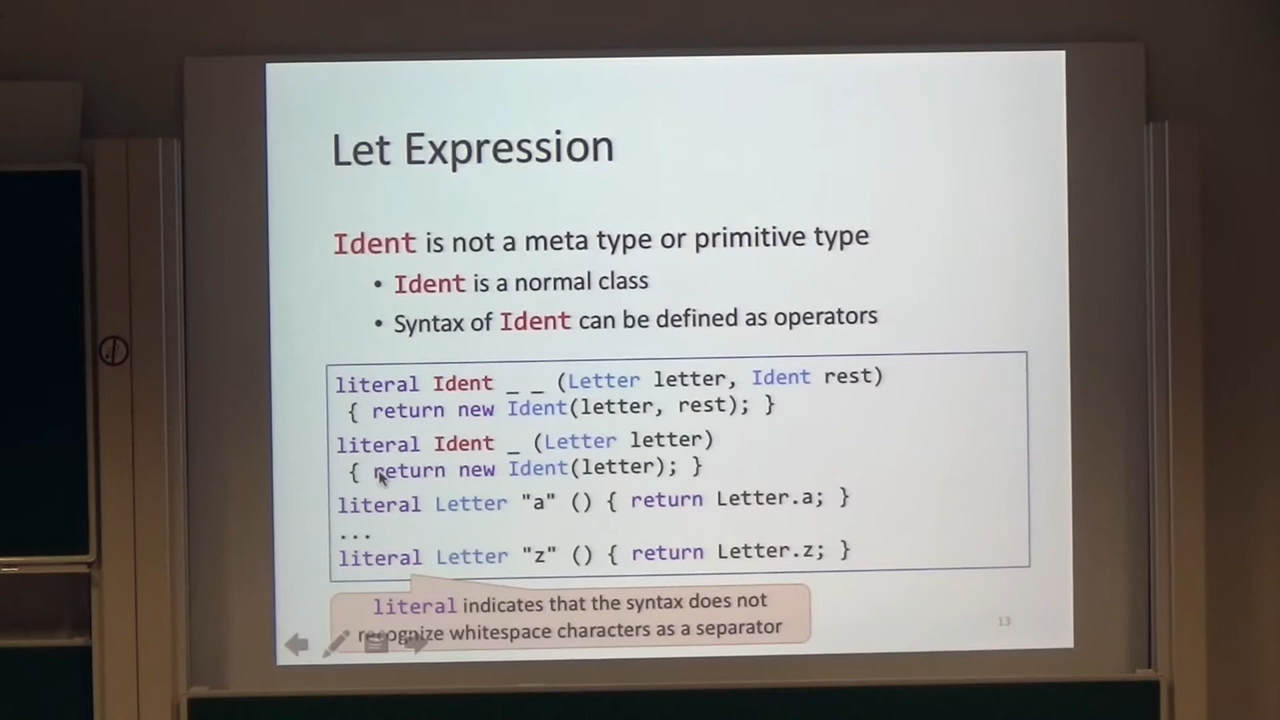 Let Expression
Ident is not a meta type or primitive type
• Ident is a normal class
• Syntax of Ident can be defined as operators
literal Ident _ _ (Letter letter, Ident rest)
{ return new Ident(letter, rest); }
literal Ident _ (Letter letter)
{ return new Ident(letter); }
literal Letter "a" () { return Letter.a; }
...
literal Letter "z" () { return Letter.z; }
literal indicates that the syntax does not
recognize whitespace characters as a separator
13